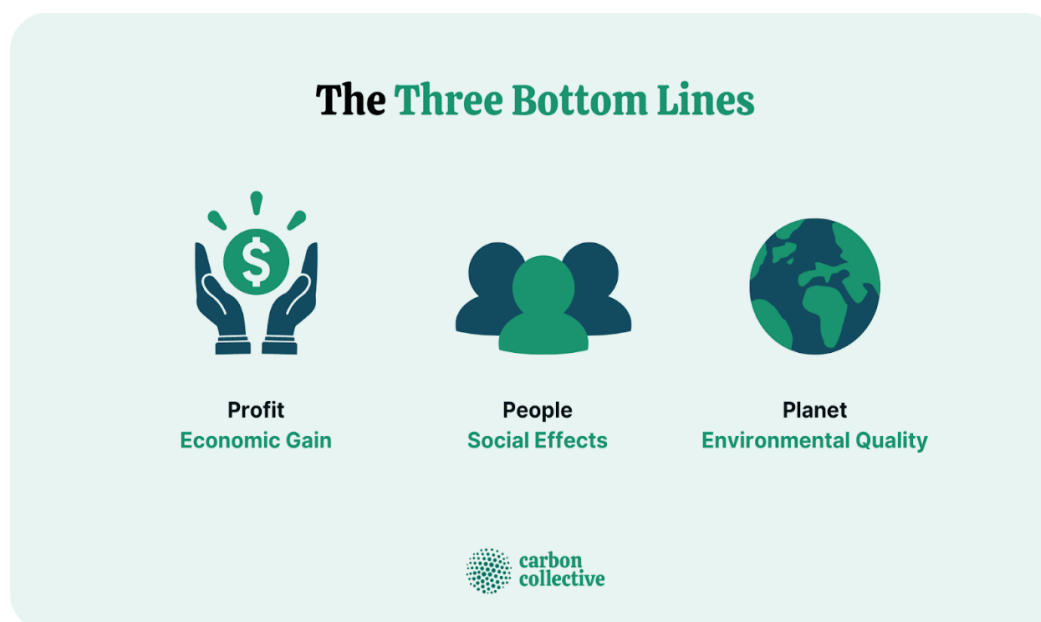 The Three Bottom Lines
$
Profit
Economic Gain
People
Social Effects
Planet
Environmental Quality
carbon
collective